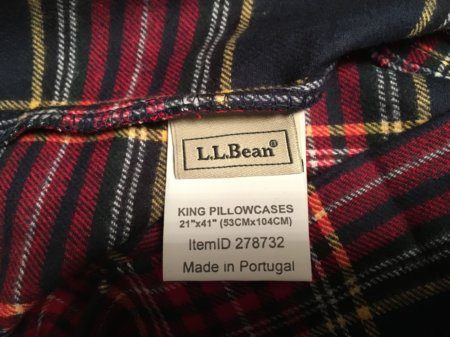 L.L.Bean®
KING PILLOWCASES
21"x41" (53CMx104CM)
ItemID 278732
Made in Portugal